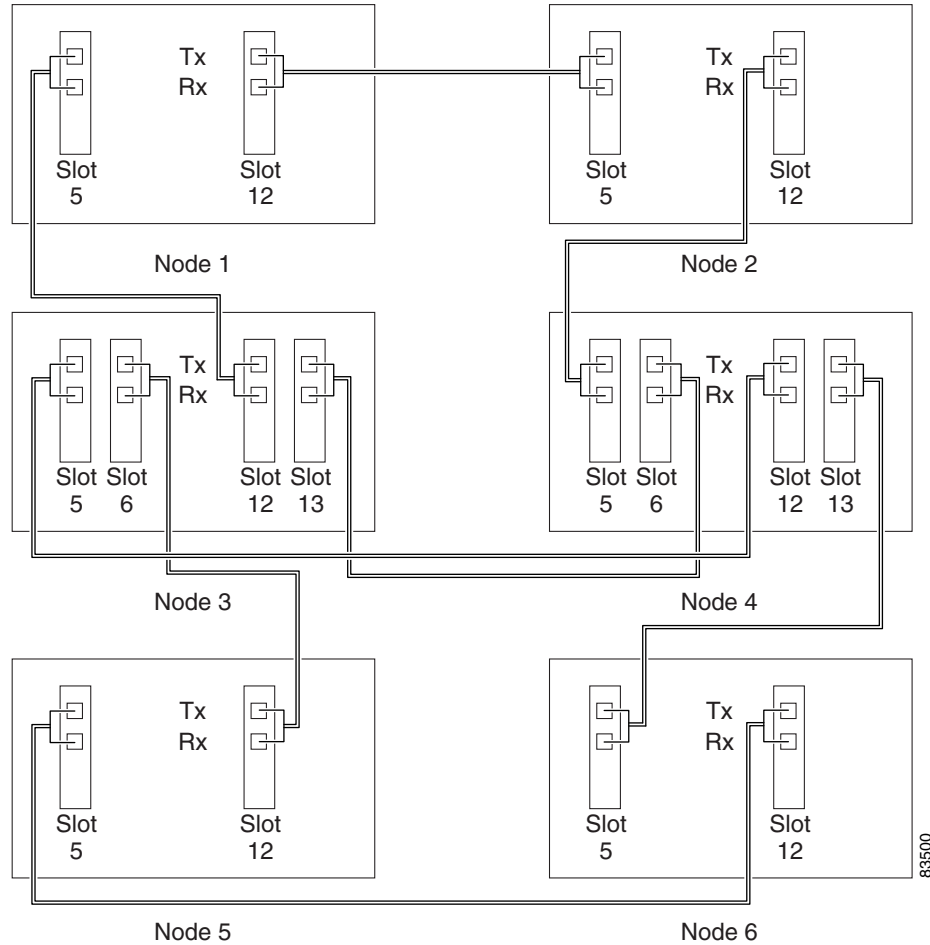 Tx
Rx
Slot
5
Slot
12
Tx
Rx
Slot
5
Slot
12
Node 1
Node 2
Tx
Rx
Slot
5
Slot
6
Slot
12
Slot
13
Tx
Rx
Slot
5
Slot
6
Slot
12
Slot
13
Node 3
Node 4
Tx
Rx
Slot
5
Slot
12
Tx
Rx
Slot
5
Slot
12
83500
Node 5
Node 6